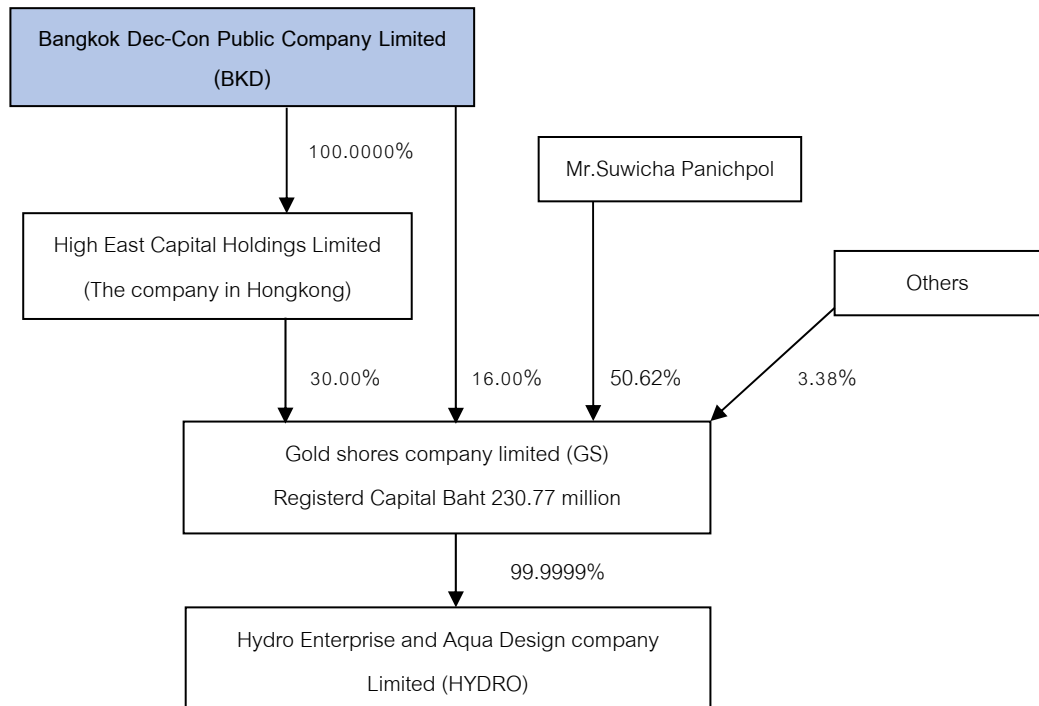 Bangkok Dec-Con Public Company Limited
(BKD)
100.0000%
Mr.Suwicha Panichpol
High East Capital Holdings Limited
(The company in Hongkong)
Others
30.00%
16.00%
50.62%
3.38%
Gold shores company limited (GS)
Registerd Capital Baht 230.77 million
99.9999%
Hydro Enterprise and Aqua Design company
Limited (HYDRO)